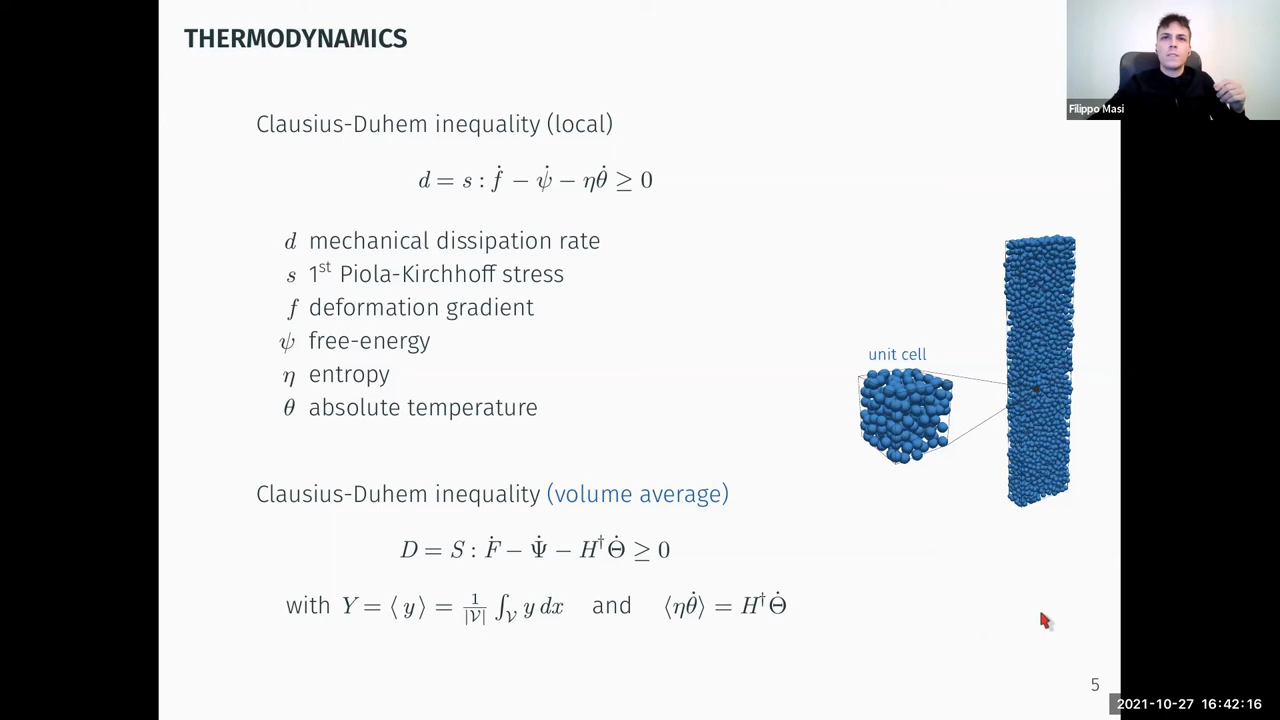 THERMODYNAMICS
Filippo Masi
Clausius-Duhem inequality (local)
d = s : ḟ − ψ̇ − ηθ̇ ≥ 0
d mechanical dissipation rate
s 1st Piola-Kirchhoff stress
f deformation gradient
ψ free-energy
η entropy
θ absolute temperature
unit cell
Clausius-Duhem inequality (volume average)
D = S : Ḟ − Ψ̇ − H†Θ̇ ≥ 0
with Y = ⟨ y ⟩ = 1/|𝒱| ∫𝒱 y dx and ⟨ηθ̇⟩ = H†Θ̇
5
2021-10-27 16:42:16